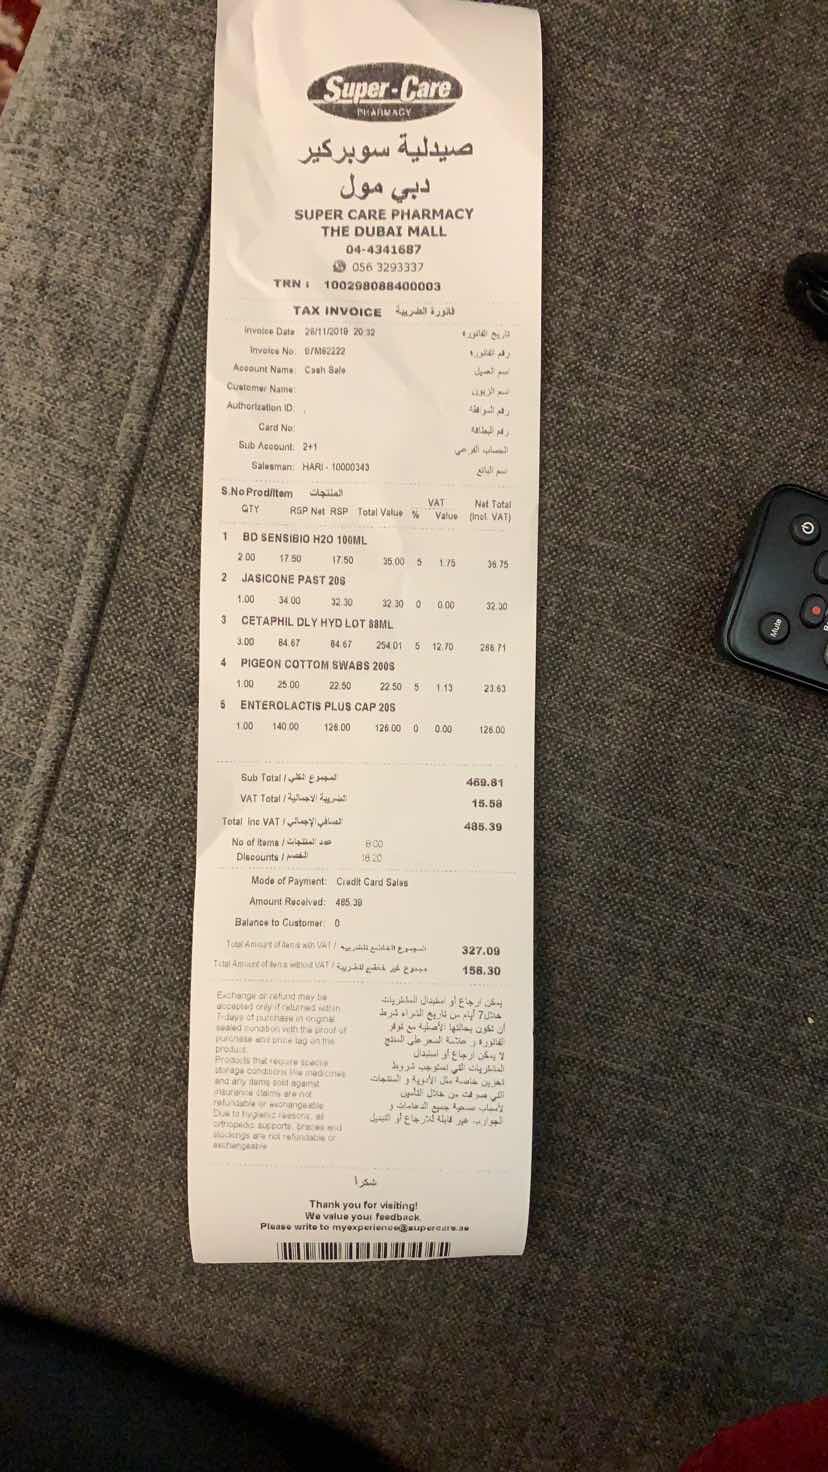 Super-Care
PHARMACY
صيدلية سوبركير
دبي مول
SUPER CARE PHARMACY
THE DUBAI MALL
04-4341687
056 3293337
TRN : 100298088400003
TAX INVOICE فاتورة الضريبية
Invoice Date 28/11/2019 20:32 تاريخ الفاتورة
Invoice No. 07M62222 رقم الفاتورة
Account Name: Cash Sale اسم العميل
Customer Name: اسم الزبون
Authorization ID: رقم الموافقة
Card No: رقم البطاقة
Sub Account: 2+1 الحساب الفرعي
Salesman: HARI - 10000343 اسم البائع
S.No Prod/Item المنتجات
QTY RSP Net RSP Total Value % VAT Value Net Total (Incl. VAT)
1 BD SENSIBIO H2O 100ML
2.00 17.50 17.50 35.00 5 1.75 36.75
2 JASICONE PAST 20S
1.00 34.00 32.30 32.30 0 0.00 32.30
3 CETAPHIL DLY HYD LOT 88ML
3.00 84.67 84.67 254.01 5 12.70 266.71
4 PIGEON COTTOM SWABS 200S
1.00 25.00 22.50 22.50 5 1.13 23.63
5 ENTEROLACTIS PLUS CAP 20S
1.00 140.00 126.00 126.00 0 0.00 126.00
Sub Total / المجموع الكلي 469.81
VAT Total / الضريبة الاجمالية 15.58
Total Inc.VAT / الصافي الإجمالي 485.39
No of Items / عدد المنتجات 8.00
Discounts / الخصم 18.20
Mode of Payment: Credit Card Sales
Amount Received: 485.39
Balance to Customer: 0
Total Amount of items with VAT / المجموع الخاضع للضريبة 327.09
Total Amount of items without VAT / مجموع غير خاضع للضريبة 158.30
Exchange or refund may be
accepted only if returned within
7-days of purchase in original
sealed condition with the proof of
purchase and price tag on the
product.
Products that require special
storage conditions like medicines
and any items sold against
insurance claims are not
refundable or exchangeable
Due to hygienic reasons, all
orthopedic supports, braces and
stockings are not refundable or
exchangeable
يمكن ارجاع أو استبدال المشتريات
خلال 7 أيام من تاريخ الشراء شرط
أن تكون بحالتها الأصلية مع توفر
الفاتورة و علامة السعر على المنتج
لا يمكن ارجاع أو استبدال
المشتريات التي تستوجب شروط
تخزين خاصة مثل الأدوية و المنتجات
التي صرفت من خلال التأمين
لأسباب صحية جميع الدعامات و
الجوارب غير قابلة للارجاع أو التبديل
شكرا
Thank you for visiting!
We value your feedback.
Please write to myexperience@supercare.ae
Mute